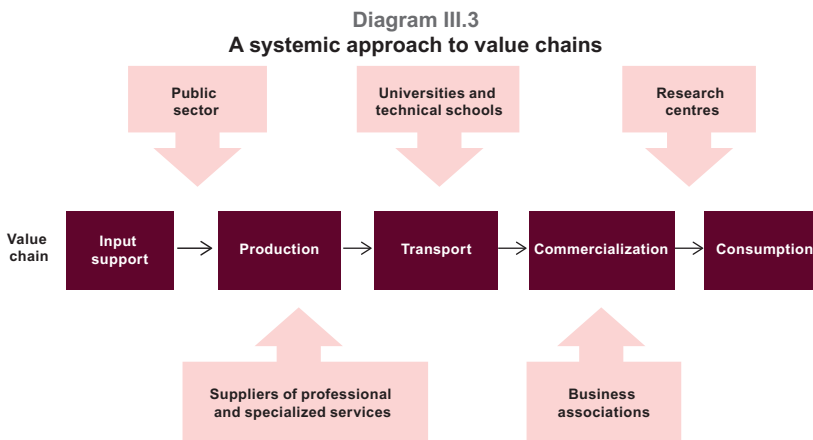 Diagram III.3
A systemic approach to value chains
Public
sector
Universities and
technical schools
Research
centres
Value
chain
Input
support
Production
Transport
Commercialization
Consumption
Suppliers of professional
and specialized services
Business
associations